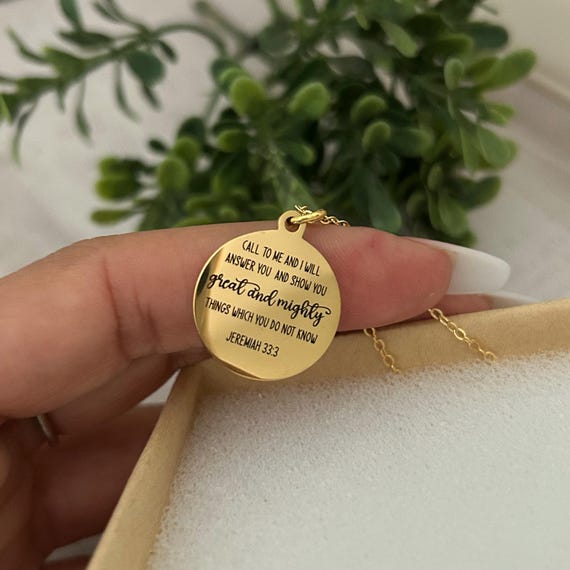 CALL TO ME AND I WILL
ANSWER YOU AND SHOW YOU
great and mighty
THINGS WHICH YOU DO NOT KNOW
JEREMIAH 33:3